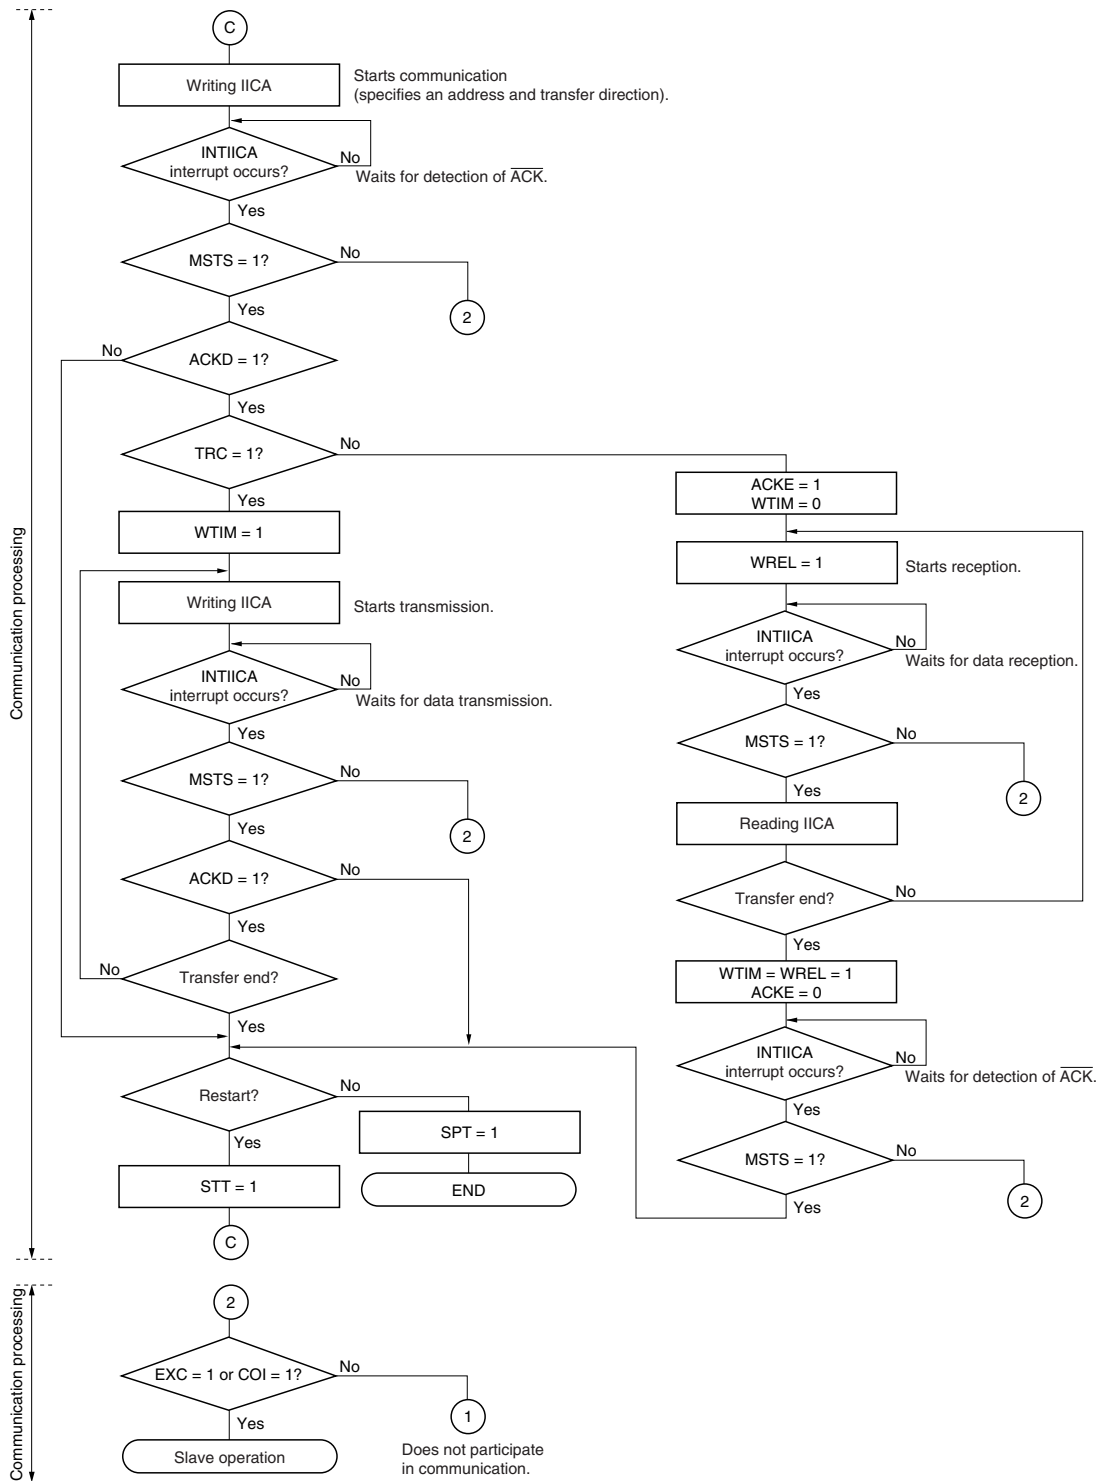 C
Writing IICA
Starts communication
(specifies an address and transfer direction).
INTIICA
interrupt occurs?
No
Waits for detection of ACK.
Yes
MSTS = 1?
No
2
Yes
No
ACKD = 1?
Yes
TRC = 1?
No
Yes
WTIM = 1
Writing IICA
Starts transmission.
INTIICA
interrupt occurs?
No
Waits for data transmission.
Yes
MSTS = 1?
No
2
Yes
ACKD = 1?
No
Yes
No
Transfer end?
Yes
Restart?
No
SPT = 1
END
Yes
STT = 1
C
ACKE = 1
WTIM = 0
WREL = 1
Starts reception.
INTIICA
interrupt occurs?
No
Waits for data reception.
Yes
MSTS = 1?
No
2
Yes
Reading IICA
Transfer end?
No
Yes
WTIM = WREL = 1
ACKE = 0
INTIICA
interrupt occurs?
No
Waits for detection of ACK.
Yes
MSTS = 1?
No
2
Yes
Communication processing
2
EXC = 1 or COI = 1?
No
1
Does not participate
in communication.
Yes
Slave operation
Communication processing